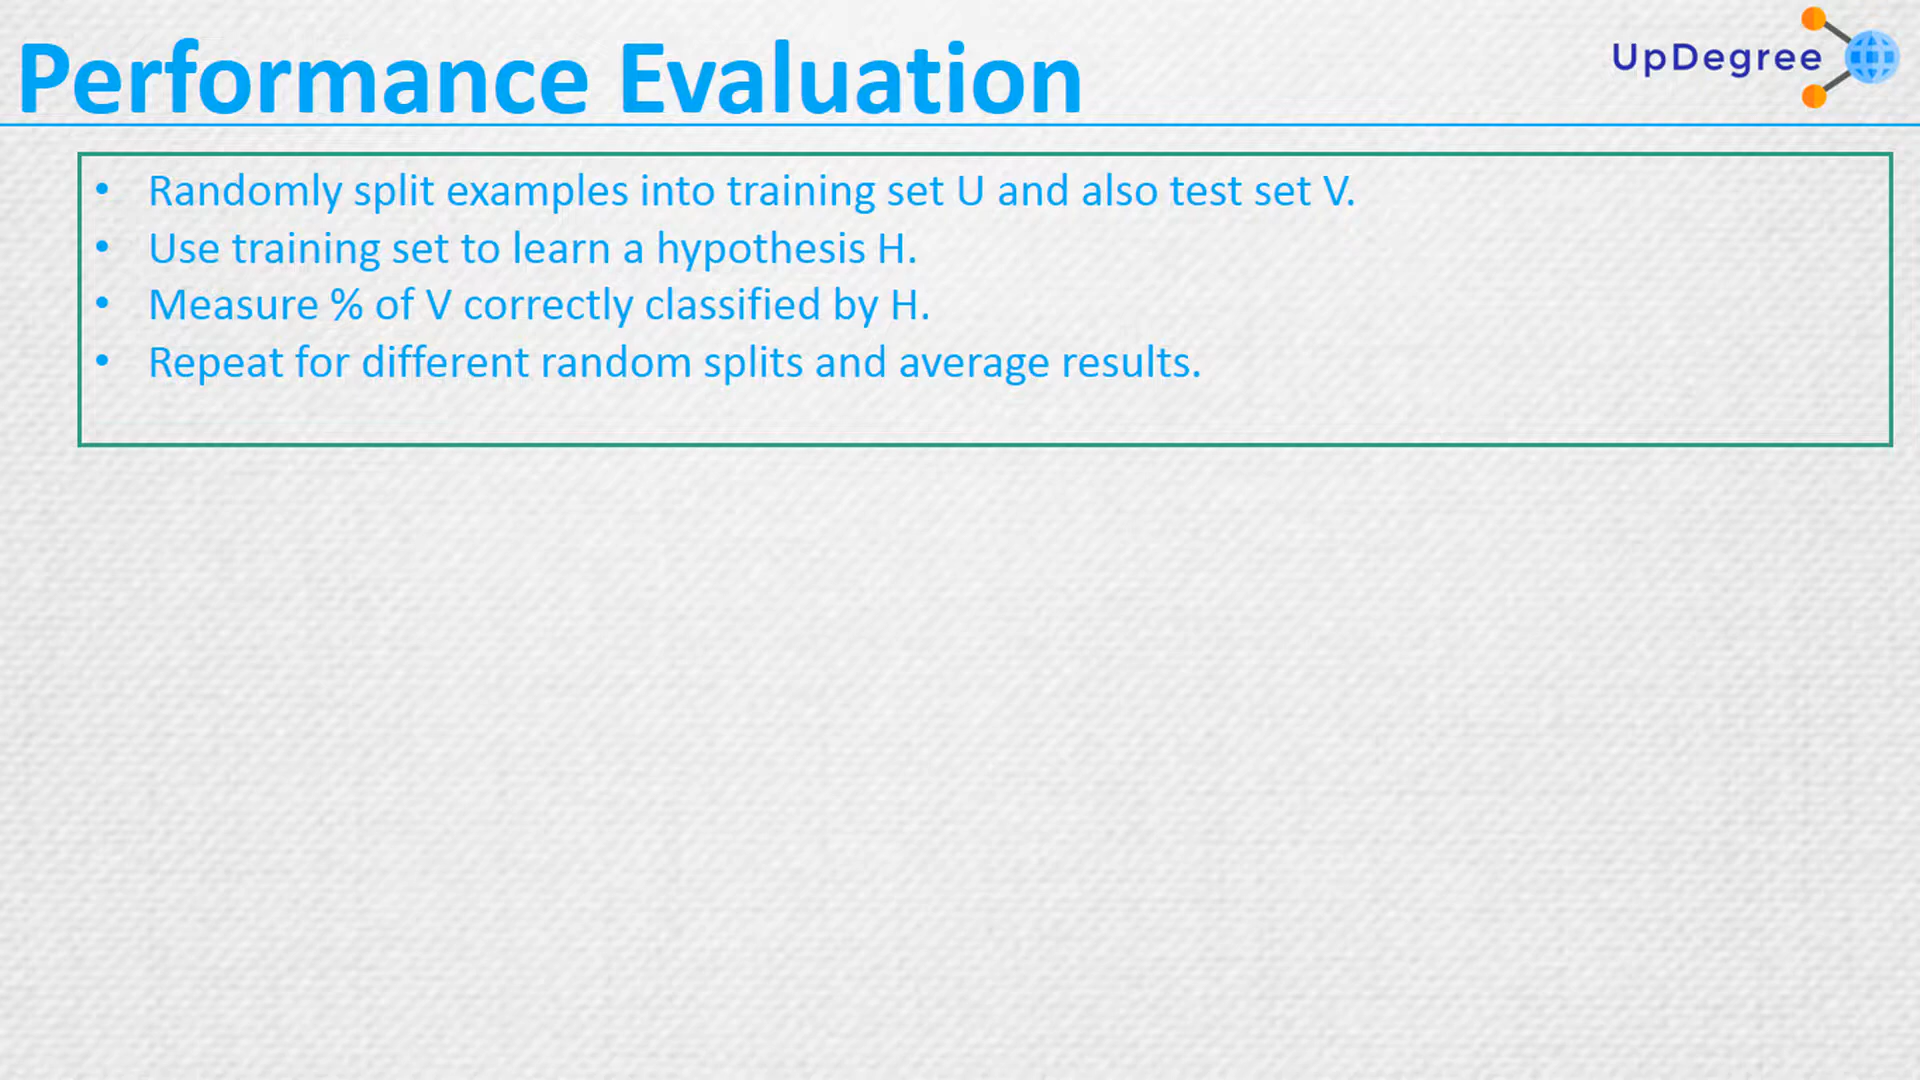 Performance Evaluation
UpDegree
• Randomly split examples into training set U and also test set V.
• Use training set to learn a hypothesis H.
• Measure % of V correctly classified by H.
• Repeat for different random splits and average results.